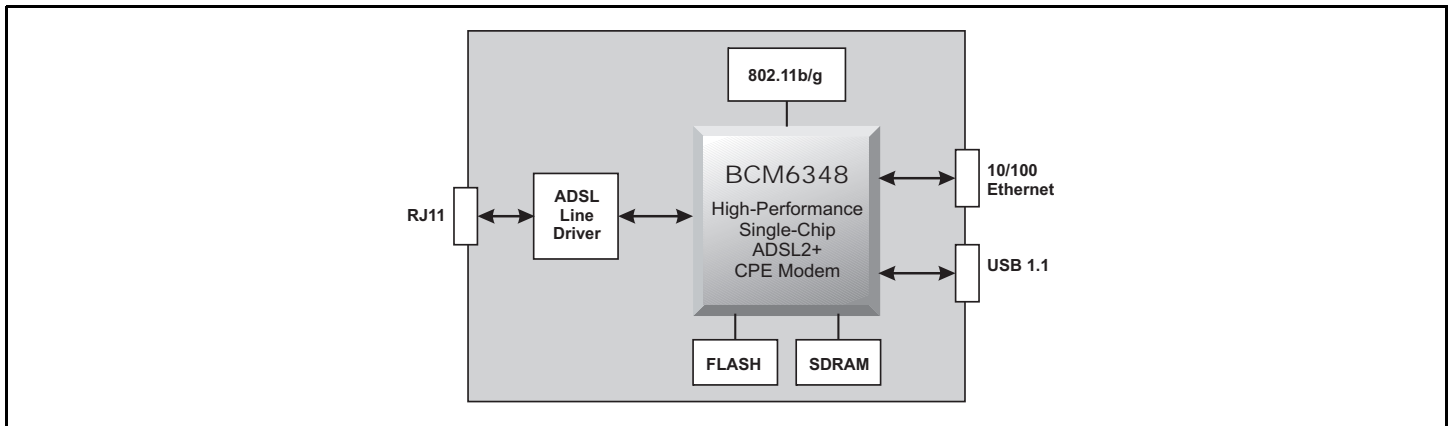 802.11b/g
BCM6348
High-Performance
Single-Chip
ADSL2+
CPE Modem
RJ11
ADSL
Line
Driver
10/100
Ethernet
USB 1.1
FLASH
SDRAM